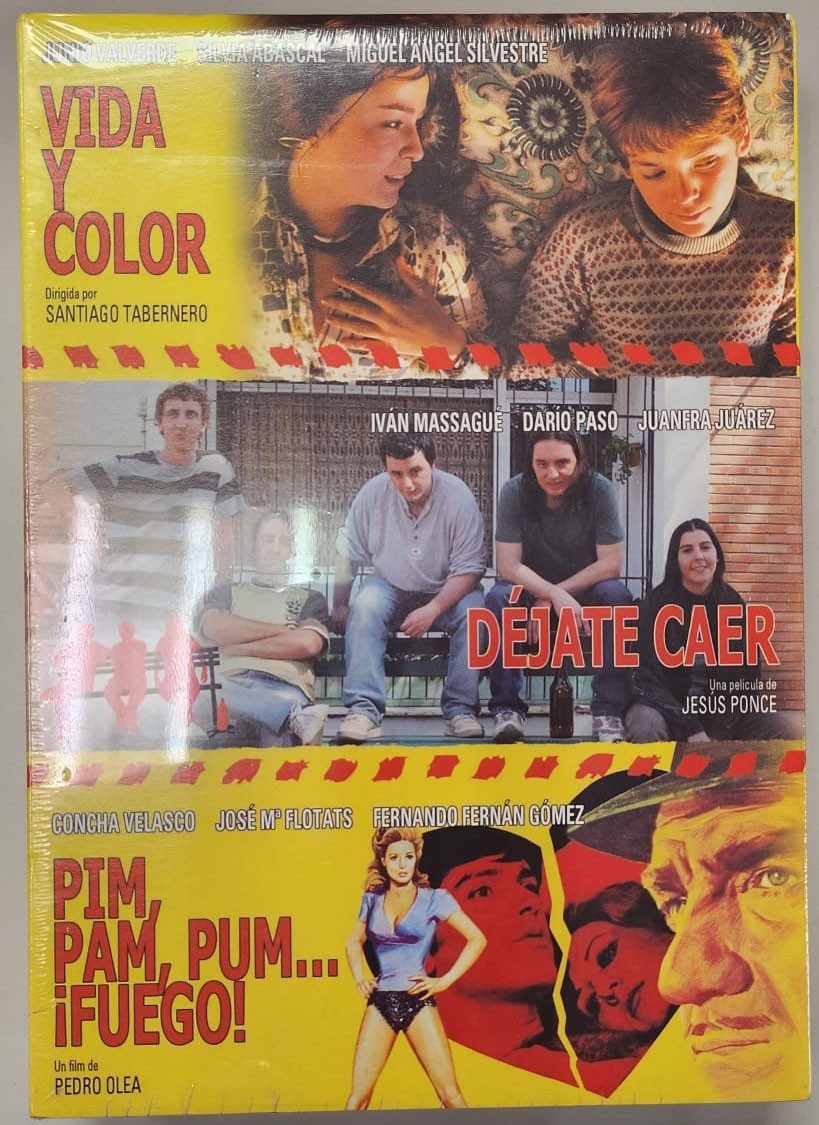 JUNIO VALVERDE SILVIA ABASCAL MIGUEL ÁNGEL SILVESTRE
VIDA
Y
COLOR
Dirigida por
SANTIAGO TABERNERO
IVÁN MASSAGUÉ DARÍO PASO JUANFRA JUÁREZ
DÉJATE CAER
Una película de
JESÚS PONCE
CONCHA VELASCO JOSÉ Mª FLOTATS FERNANDO FERNÁN GÓMEZ
PIM,
PAM, PUM...
¡FUEGO!
Un film de
PEDRO OLEA